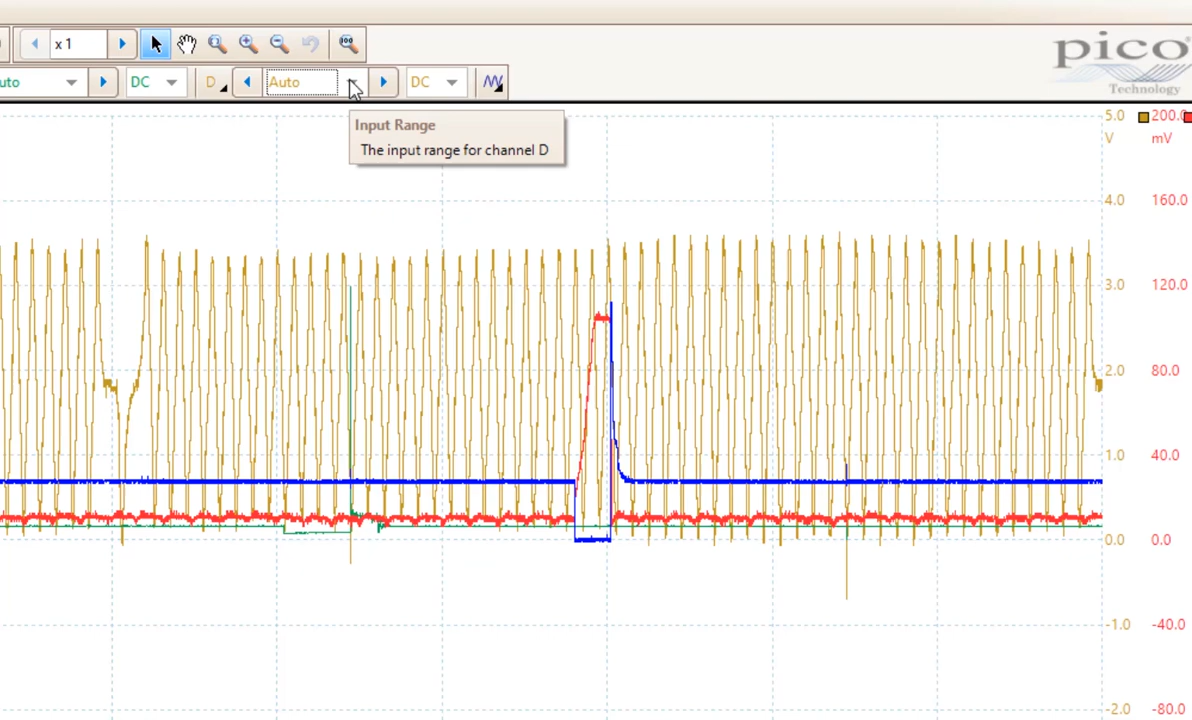 x1
pico
Technology
uto
DC
D
Auto
DC
Input Range
The input range for channel D
5.0
V
200.0
mV
4.0
160.0
3.0
120.0
2.0
80.0
1.0
40.0
0.0
0.0
-1.0
-40.0
-2.0
-80.0